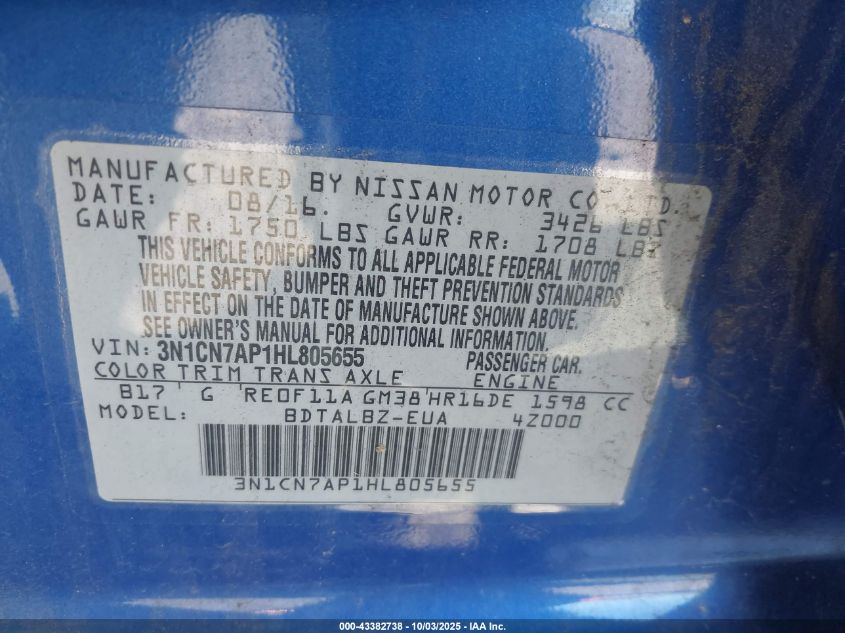 MANUFACTURED BY NISSAN MOTOR CO. LTD.
DATE: 08/16. GVWR: 3426 LBS
GAWR FR: 1750 LBS GAWR RR: 1708 LBS
THIS VEHICLE CONFORMS TO ALL APPLICABLE FEDERAL MOTOR
VEHICLE SAFETY, BUMPER AND THEFT PREVENTION STANDARDS
IN EFFECT ON THE DATE OF MANUFACTURE SHOWN ABOVE.
SEE OWNER'S MANUAL FOR ADDITIONAL INFORMATION.
VIN: 3N1CN7AP1HL805655 PASSENGER CAR.
COLOR TRIM TRANS AXLE ENGINE
B17 G RE0F11A GM38 HR16DE 1598 CC
MODEL: BDTALBZ-EUA 4Z000
3N1CN7AP1HL805655
000-43382738 - 10/03/2025 - IAA Inc.